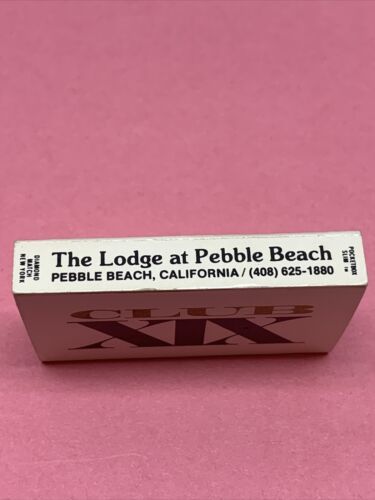 DIAMOND
MATCH
NEW YORK
The Lodge at Pebble Beach
PEBBLE BEACH, CALIFORNIA / (408) 625-1880
POCKETBOX
SLIM TM
CLUB
XIX